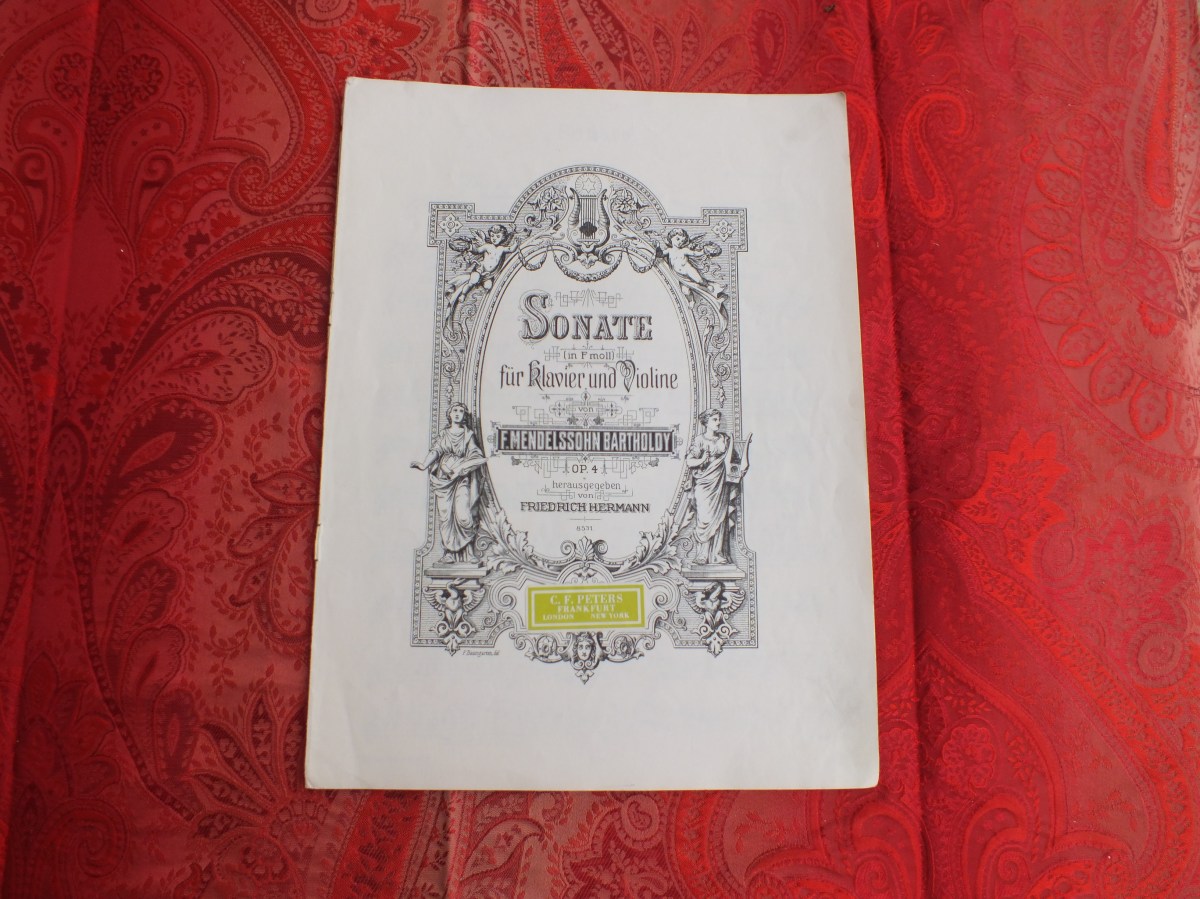 SONATE
(in F moll)
für Klavier und Violine
von
F. MENDELSSOHN BARTHOLDY
OP. 4
herausgegeben
von
FRIEDRICH HERMANN
C. F. PETERS
FRANKFURT
LONDON NEW YORK